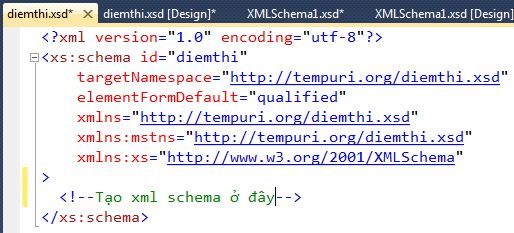 diemthi.xsd* diemthi.xsd [Design]* XMLSchema1.xsd* XMLSchema1.xsd [Design]*
<?xml version="1.0" encoding="utf-8"?>
<xs:schema id="diemthi"
targetNamespace="http://tempuri.org/diemthi.xsd"
elementFormDefault="qualified"
xmlns="http://tempuri.org/diemthi.xsd"
xmlns:mstns="http://tempuri.org/diemthi.xsd"
xmlns:xs="http://www.w3.org/2001/XMLSchema"
>
<!--Tạo xml schema ở đây-->
</xs:schema>